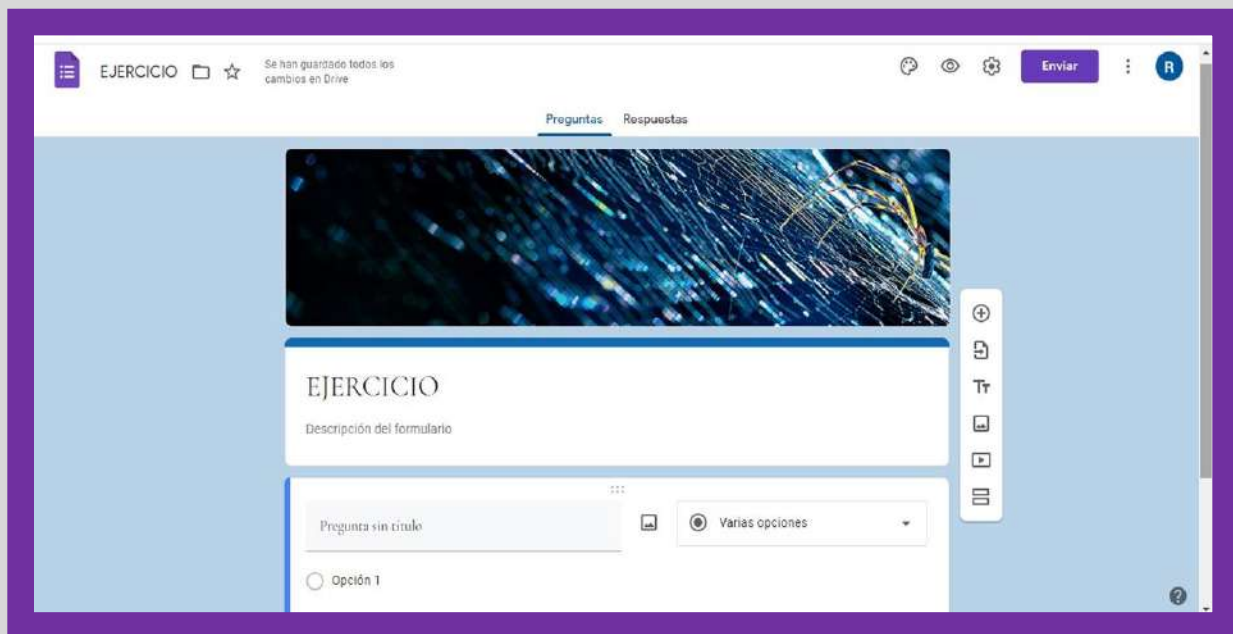 EJERCICIO
Se han guardado todos los
cambios en Drive
Enviar
R
Preguntas Respuestas
EJERCICIO
Descripción del formulario
Tт
Pregunta sin título
Varias opciones
Opción 1